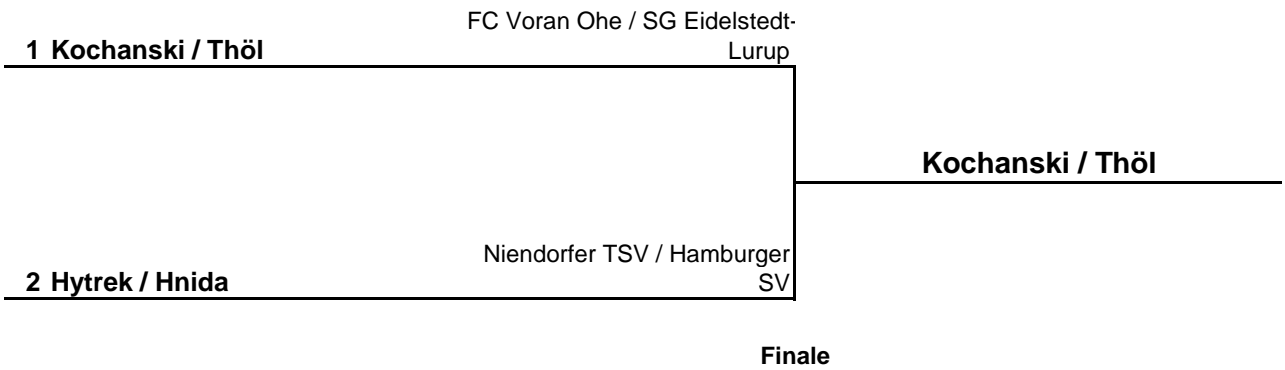 FC Voran Ohe / SG Eidelstedt-
1 Kochanski / Thöl Lurup
Kochanski / Thöl
Niendorfer TSV / Hamburger
2 Hytrek / Hnida SV
Finale